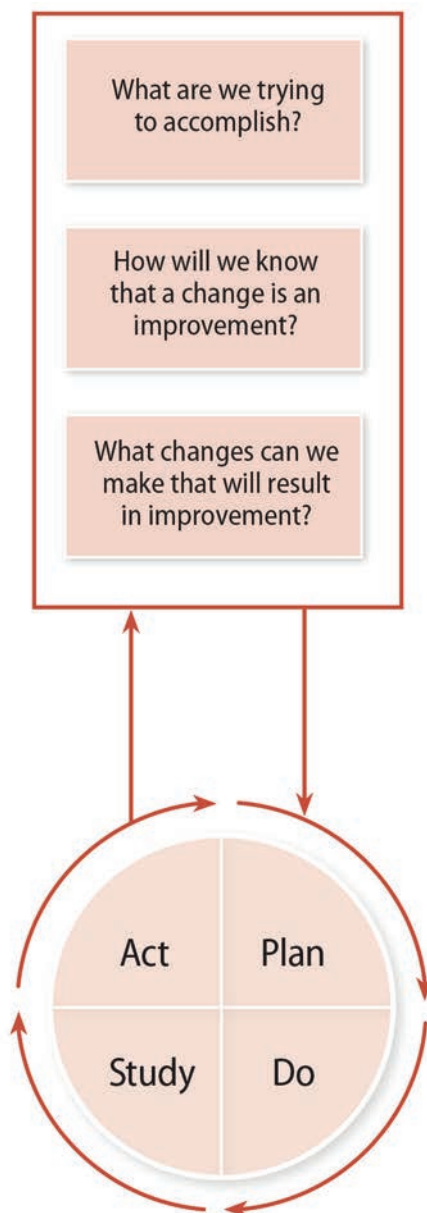 What are we trying
to accomplish?
How will we know
that a change is an
improvement?
What changes can we
make that will result
in improvement?
Act
Plan
Study
Do